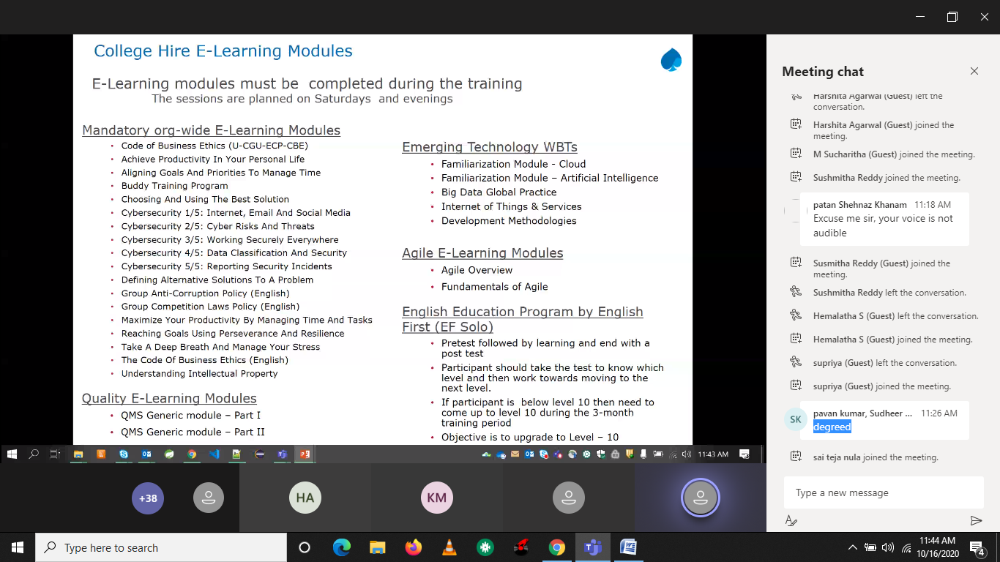 College Hire E-Learning Modules
E-Learning modules must be completed during the training
The sessions are planned on Saturdays and evenings
Mandatory org-wide E-Learning Modules
• Code of Business Ethics (U-CGU-ECP-CBE)
• Achieve Productivity In Your Personal Life
• Aligning Goals And Priorities To Manage Time
• Buddy Training Program
• Choosing And Using The Best Solution
• Cybersecurity 1/5: Internet, Email And Social Media
• Cybersecurity 2/5: Cyber Risks And Threats
• Cybersecurity 3/5: Working Securely Everywhere
• Cybersecurity 4/5: Data Classification And Security
• Cybersecurity 5/5: Reporting Security Incidents
• Defining Alternative Solutions To A Problem
• Group Anti-Corruption Policy (English)
• Group Competition Laws Policy (English)
• Maximize Your Productivity By Managing Time And Tasks
• Reaching Goals Using Perseverance And Resilience
• Take A Deep Breath And Manage Your Stress
• The Code Of Business Ethics (English)
• Understanding Intellectual Property
Quality E-Learning Modules
• QMS Generic module – Part I
• QMS Generic module – Part II
Emerging Technology WBTs
• Familiarization Module - Cloud
• Familiarization Module – Artificial Intelligence
• Big Data Global Practice
• Internet of Things & Services
• Development Methodologies
Agile E-Learning Modules
• Agile Overview
• Fundamentals of Agile
English Education Program by English
First (EF Solo)
• Pretest followed by learning and end with a
post test
• Participant should take the test to know which
level and then work towards moving to the
next level.
• If participant is below level 10 then need to
come up to level 10 during the 3-month
training period
• Objective is to upgrade to Level – 10
11:43 AM
+38
HA
KM
Meeting chat
Harshita Agarwal (Guest) left the
conversation.
Harshita Agarwal (Guest) joined the
meeting.
M Sucharitha (Guest) joined the meeting.
Sushmitha Reddy joined the meeting.
patan Shehnaz Khanam 11:18 AM
Excuse me sir, your voice is not
audible
Susmitha Reddy (Guest) joined the
meeting.
Sushmitha Reddy left the conversation.
Hemalatha S (Guest) left the conversation.
Hemalatha S (Guest) joined the meeting.
supriya (Guest) left the conversation.
supriya (Guest) joined the meeting.
SK
pavan kumar, Sudheer ... 11:26 AM
degreed
sai teja nula joined the meeting.
Type a new message
Type here to search
11:44 AM
10/16/2020
4